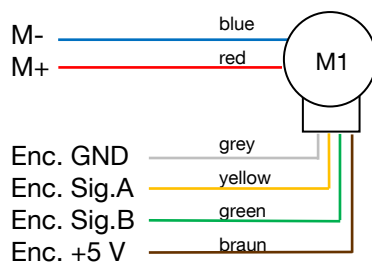 M- blue
M+ red
M1
Enc. GND grey
Enc. Sig.A yellow
Enc. Sig.B green
Enc. +5 V braun